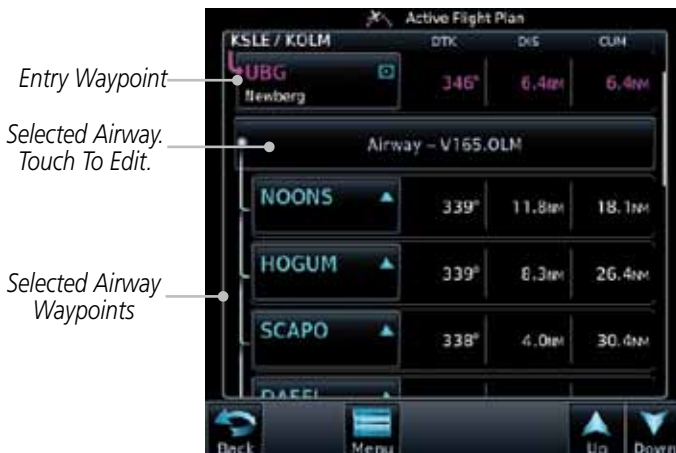 Active Flight Plan
KSLE / KOLM DTK DIS CUM
Entry Waypoint
UBG 346° 6.4NM 6.4NM
Newberg
Selected Airway.
Touch To Edit.
Airway – V165.OLM
NOONS 339° 11.8NM 18.1NM
HOGUM 339° 8.3NM 26.4NM
Selected Airway
Waypoints
SCAPO 338° 4.0NM 30.4NM
Back Menu Up Down